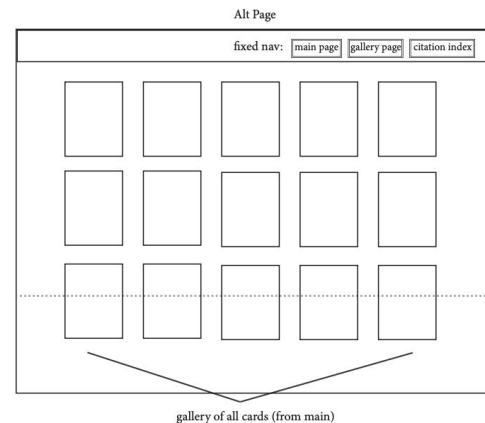 Alt Page
fixed nav: main page gallery page citation index
gallery of all cards (from main)